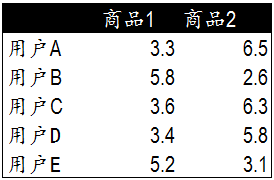 商品1 商品2
用户A 3.3 6.5
用户B 5.8 2.6
用户C 3.6 6.3
用户D 3.4 5.8
用户E 5.2 3.1